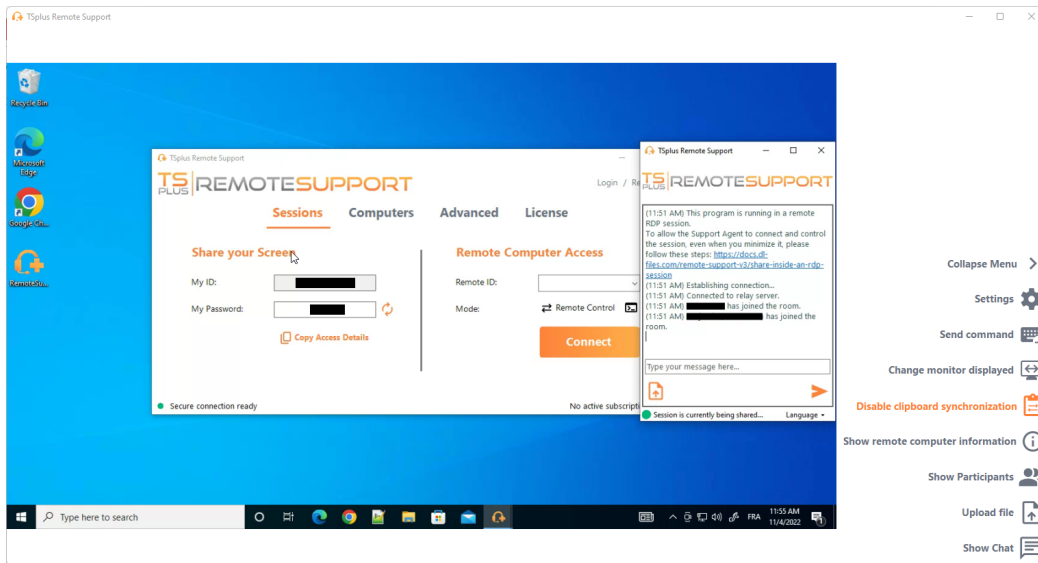 TSplus Remote Support
Recycle Bin
Microsoft
Edge
Google Ch...
RemoteSu...
TSplus Remote Support
TS PLUS REMOTESUPPORT
Login / Re
Sessions Computers Advanced License
Share your Screen
My ID:
My Password:
Copy Access Details
Remote Computer Access
Remote ID:
Mode: Remote Control
Connect
Secure connection ready
No active subscripti
TSplus Remote Support
TS PLUS REMOTESUPPORT
(11:51 AM) This program is running in a remote
RDP session.
To allow the Support Agent to connect and control
the session, even when you minimize it, please
follow these steps: https://docs.dl-
files.com/remote-support-v3/share-inside-an-rdp-
session
(11:51 AM) Establishing connection...
(11:51 AM) Connected to relay server.
(11:51 AM) has joined the room.
(11:51 AM) has joined the
room.
Type your message here...
Session is currently being shared... Language
Collapse Menu
Settings
Send command
Change monitor displayed
Disable clipboard synchronization
Show remote computer information
Show Participants
Upload file
Show Chat
Type here to search
FRA
11:55 AM
11/4/2022
1